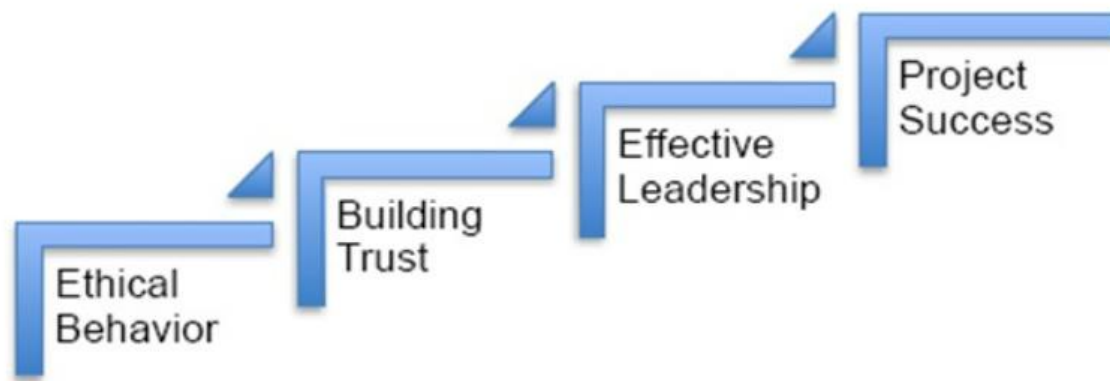 Ethical
Behavior
Building
Trust
Effective
Leadership
Project
Success